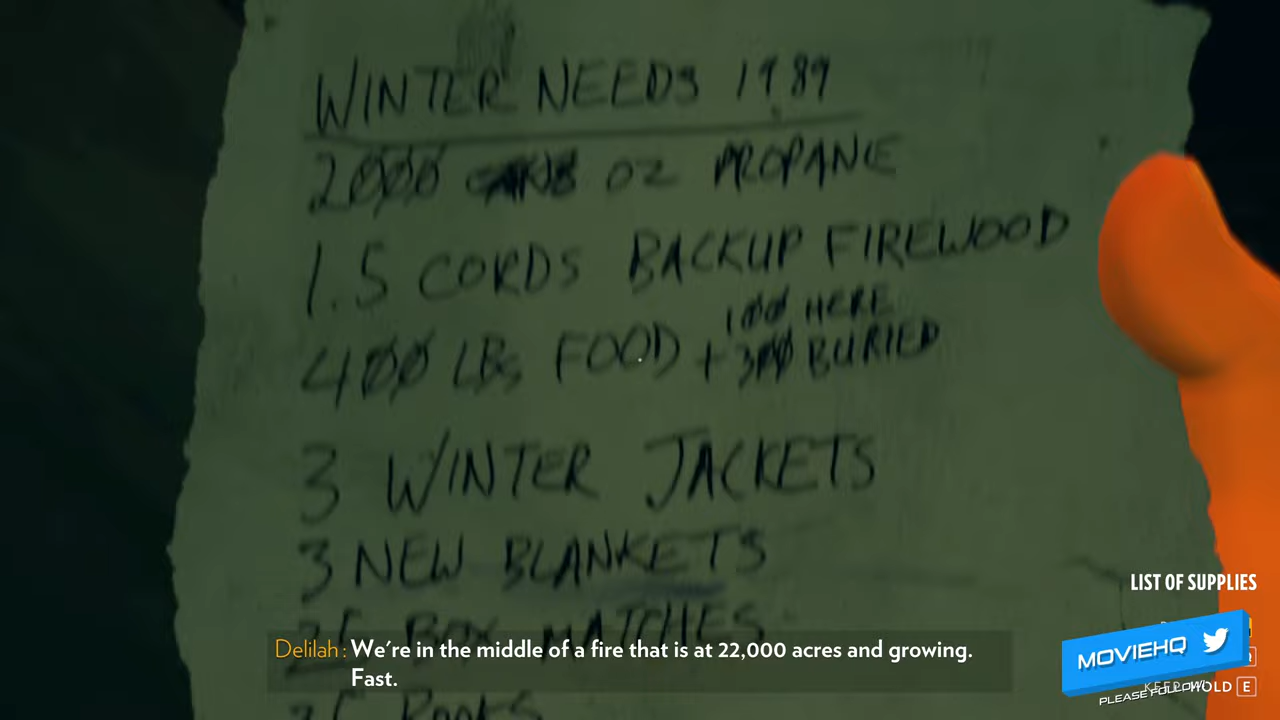 WINTER NEEDS 1989
2000 OZ PROPANE
1.5 CORDS BACKUP FIREWOOD
100 HERE
400 LBS FOOD + 300 BURIED
3 WINTER JACKETS
3 NEW BLANKETS
BOX MATCHES
LIST OF SUPPLIES
Delilah: We're in the middle of a fire that is at 22,000 acres and growing.
Fast.
MOVIEHQ
PLEASE FOLLOW
HOLD E